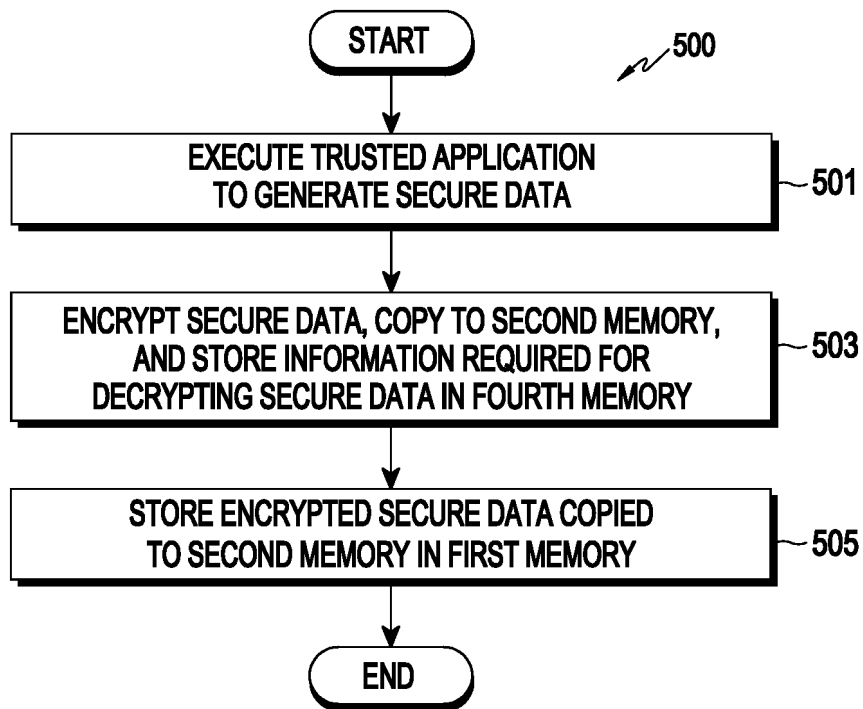 START
500
EXECUTE TRUSTED APPLICATION
TO GENERATE SECURE DATA
501
ENCRYPT SECURE DATA, COPY TO SECOND MEMORY,
AND STORE INFORMATION REQUIRED FOR
DECRYPTING SECURE DATA IN FOURTH MEMORY
503
STORE ENCRYPTED SECURE DATA COPIED
TO SECOND MEMORY IN FIRST MEMORY
505
END